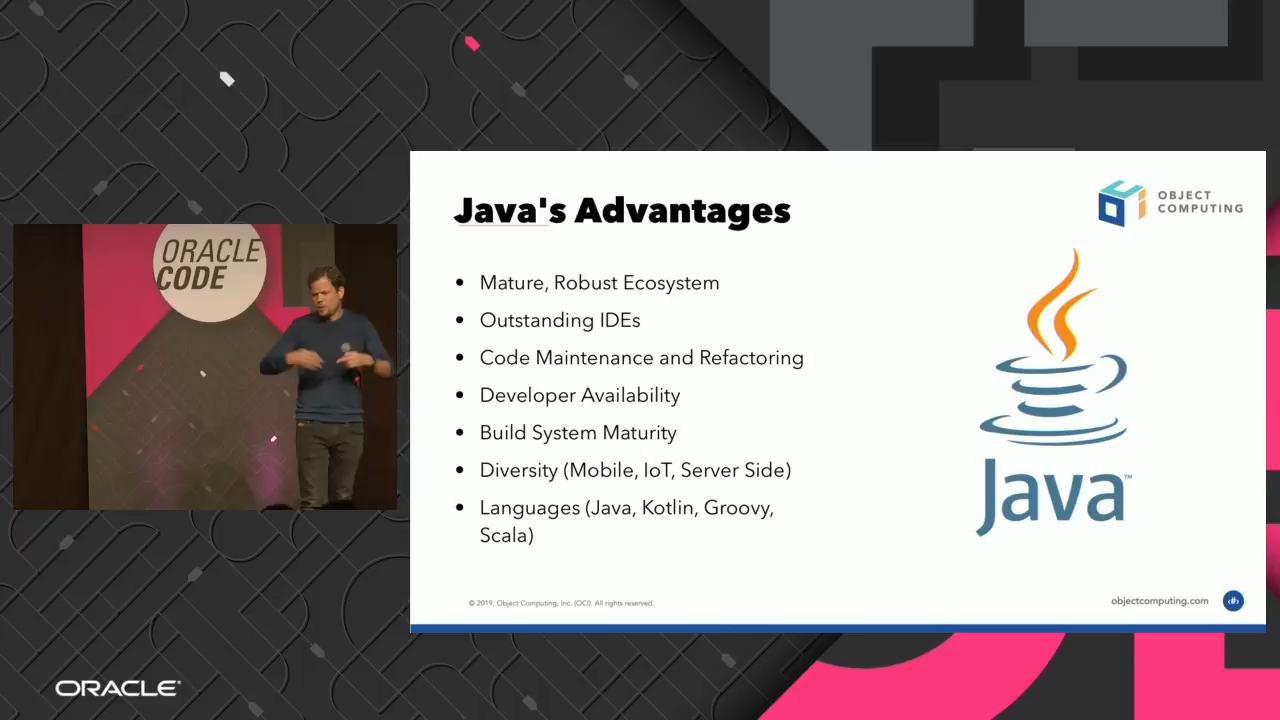 ORACLE
CODE
Java's Advantages
OBJECT
COMPUTING
• Mature, Robust Ecosystem
• Outstanding IDEs
• Code Maintenance and Refactoring
• Developer Availability
• Build System Maturity
• Diversity (Mobile, IoT, Server Side)
• Languages (Java, Kotlin, Groovy,
Scala)
Java™
© 2019, Object Computing, Inc. (OCI). All rights reserved.
objectcomputing.com
‹#›
ORACLE®